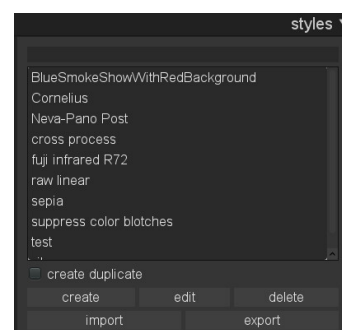 styles
BlueSmokeShowWithRedBackground
Cornelius
Neva-Pano Post
cross process
fuji infrared R72
raw linear
sepia
suppress color blotches
test
create duplicate
create edit delete
import export